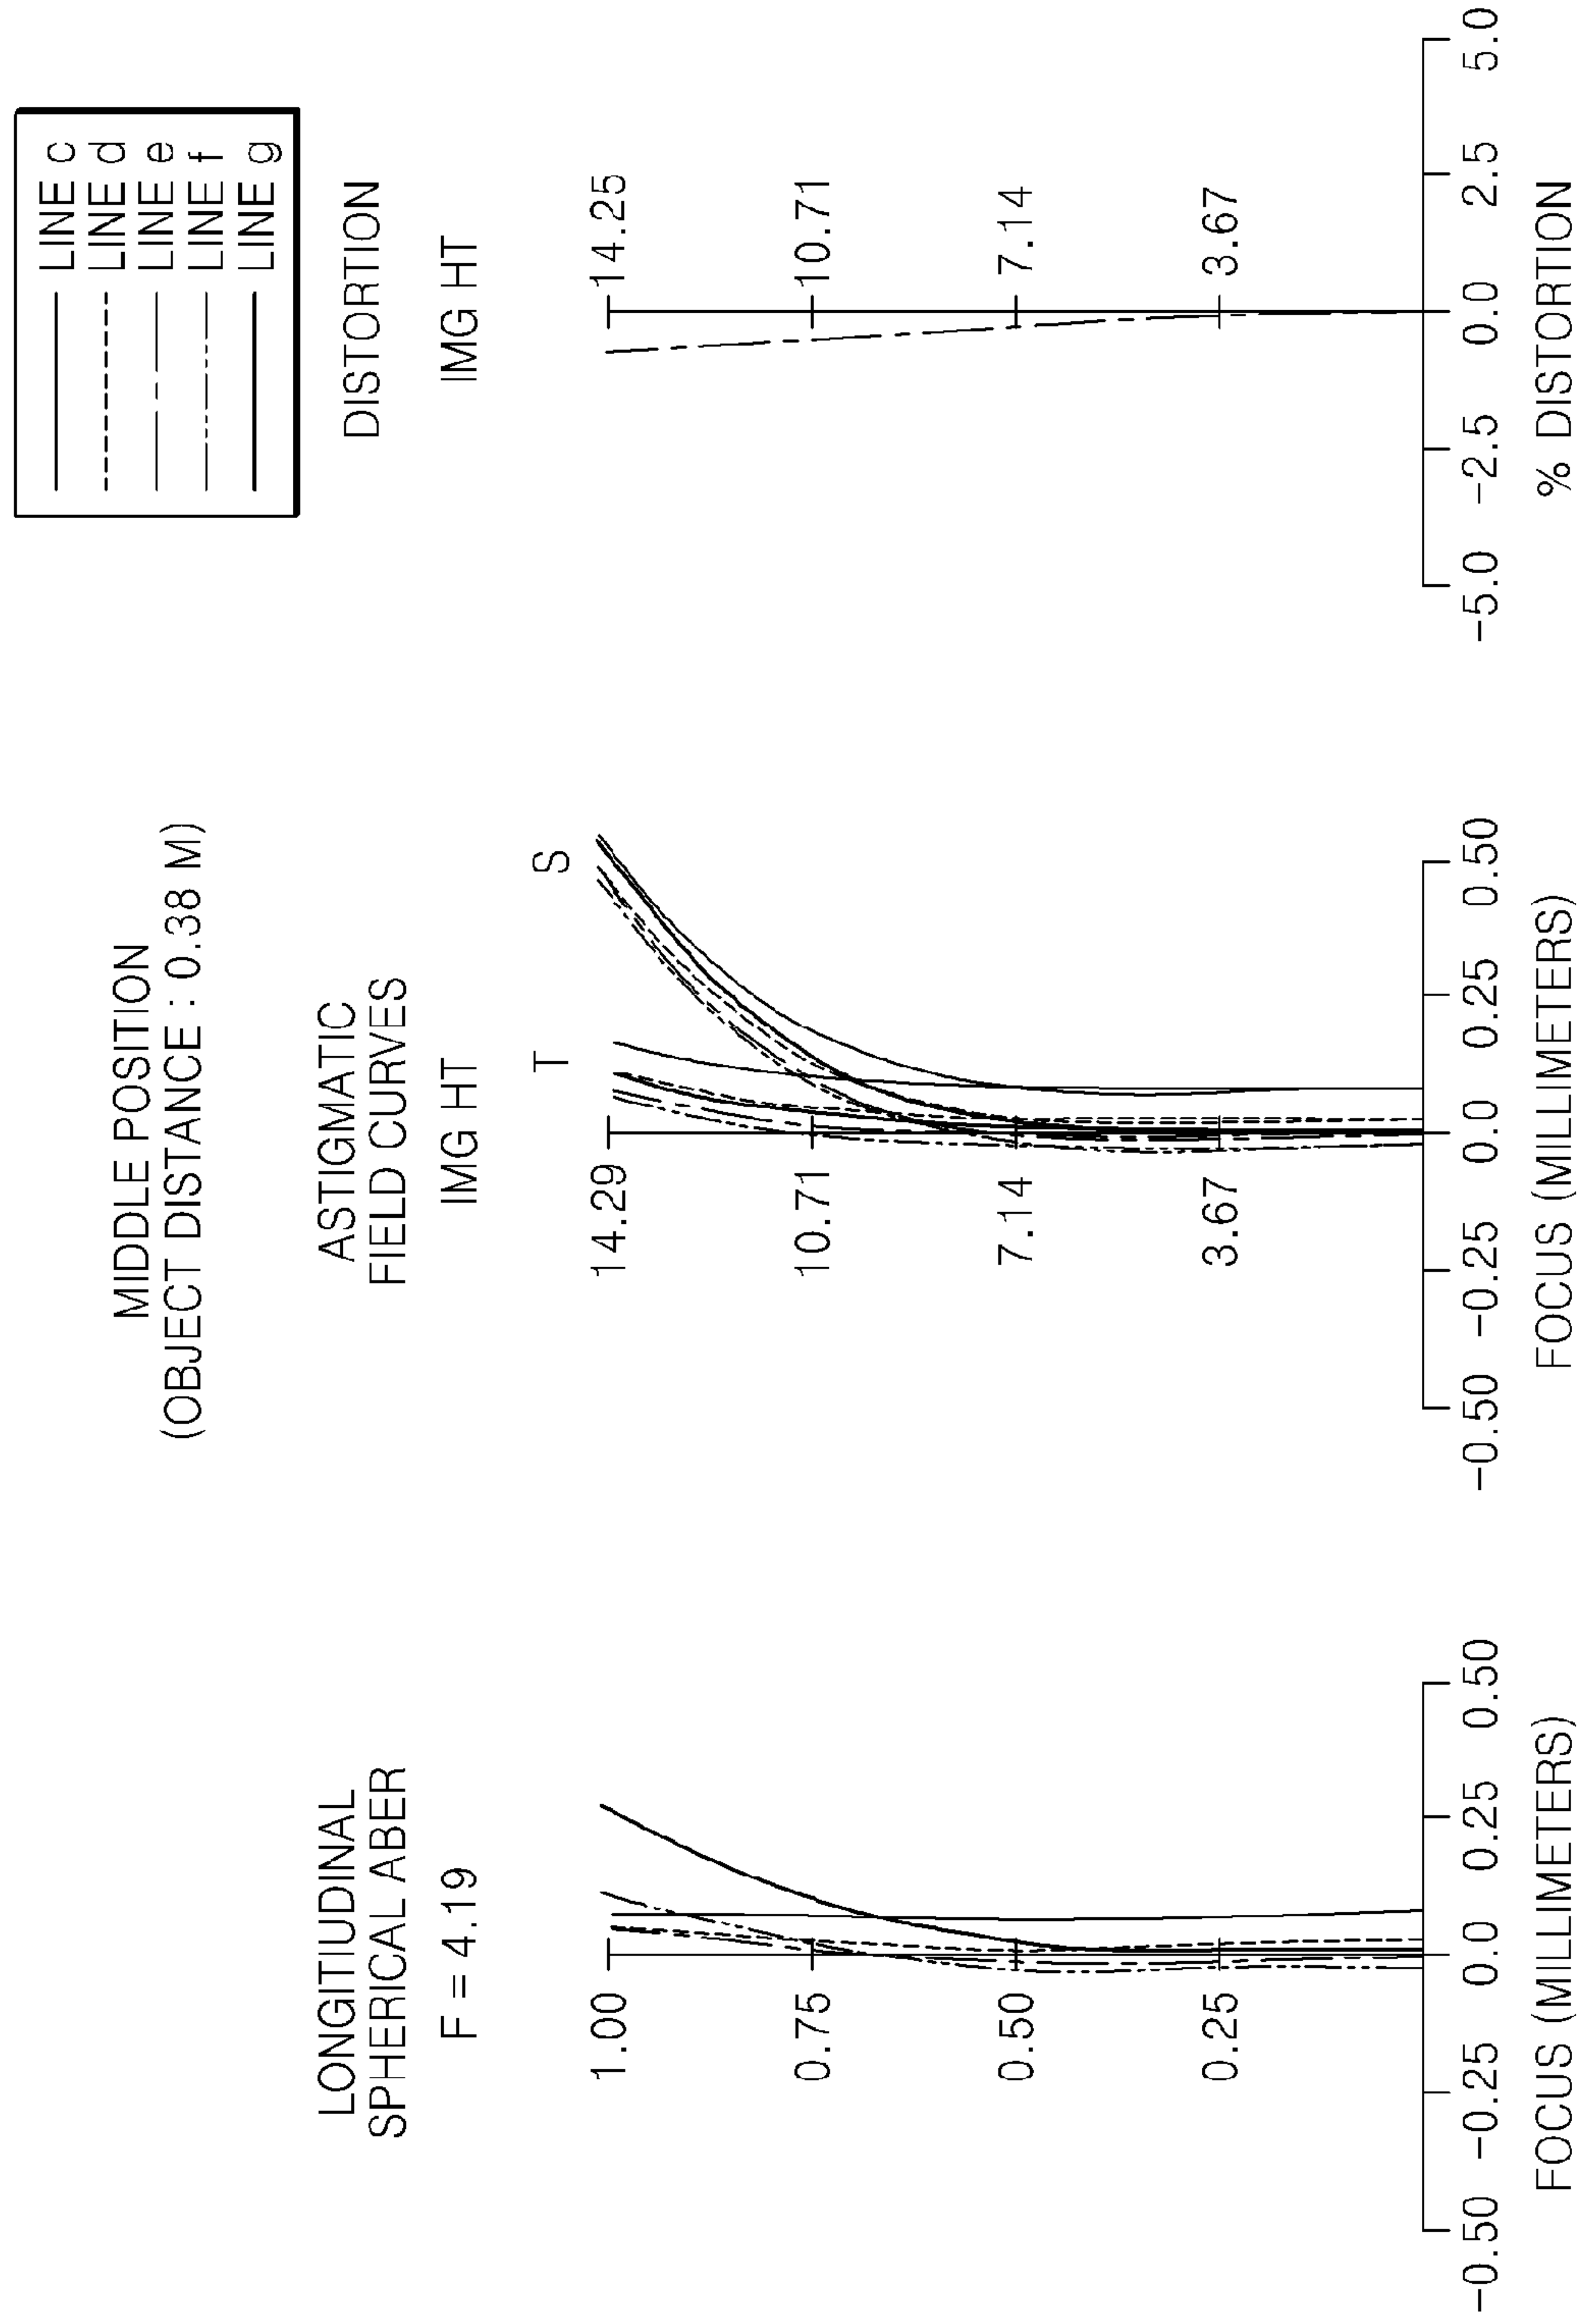 MIDDLE POSITION
(OBJECT DISTANCE : 0.38 M)
LINE c
LINE d
LINE e
LINE f
LINE g
LONGITIUDINAL
SPHERICAL ABER
F = 4.19
1.00
0.75
0.50
0.25
-0.50 -0.25 0.0 0.25 0.50
FOCUS (MILLIMETERS)
ASTIGMATIC
FIELD CURVES
IMG HT
T S
14.29
10.71
7.14
3.67
-0.50 -0.25 0.0 0.25 0.50
FOCUS (MILLIMETERS)
DISTORTION
IMG HT
14.25
10.71
7.14
3.67
-5.0 -2.5 0.0 2.5 5.0
% DISTORTION